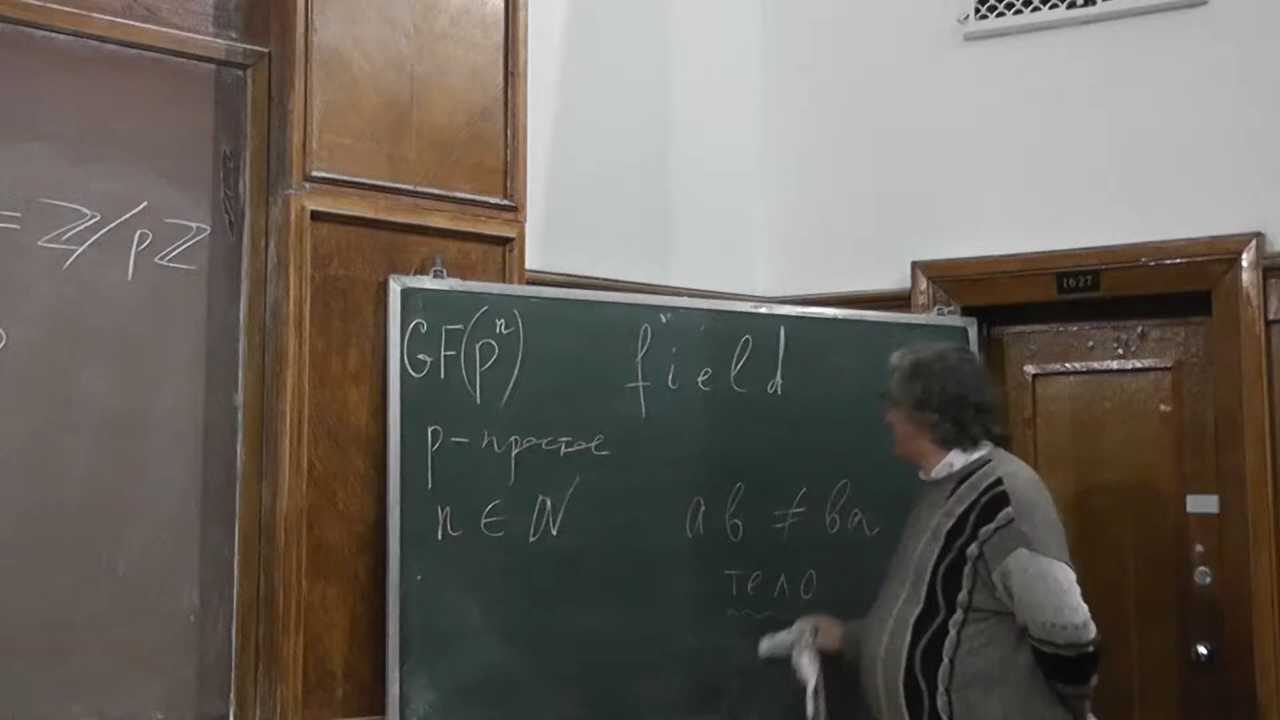 = ℤ/pℤ
GF(pⁿ) field
p - простое
n ∈ ℕ
ab ≠ ba
тело
1627